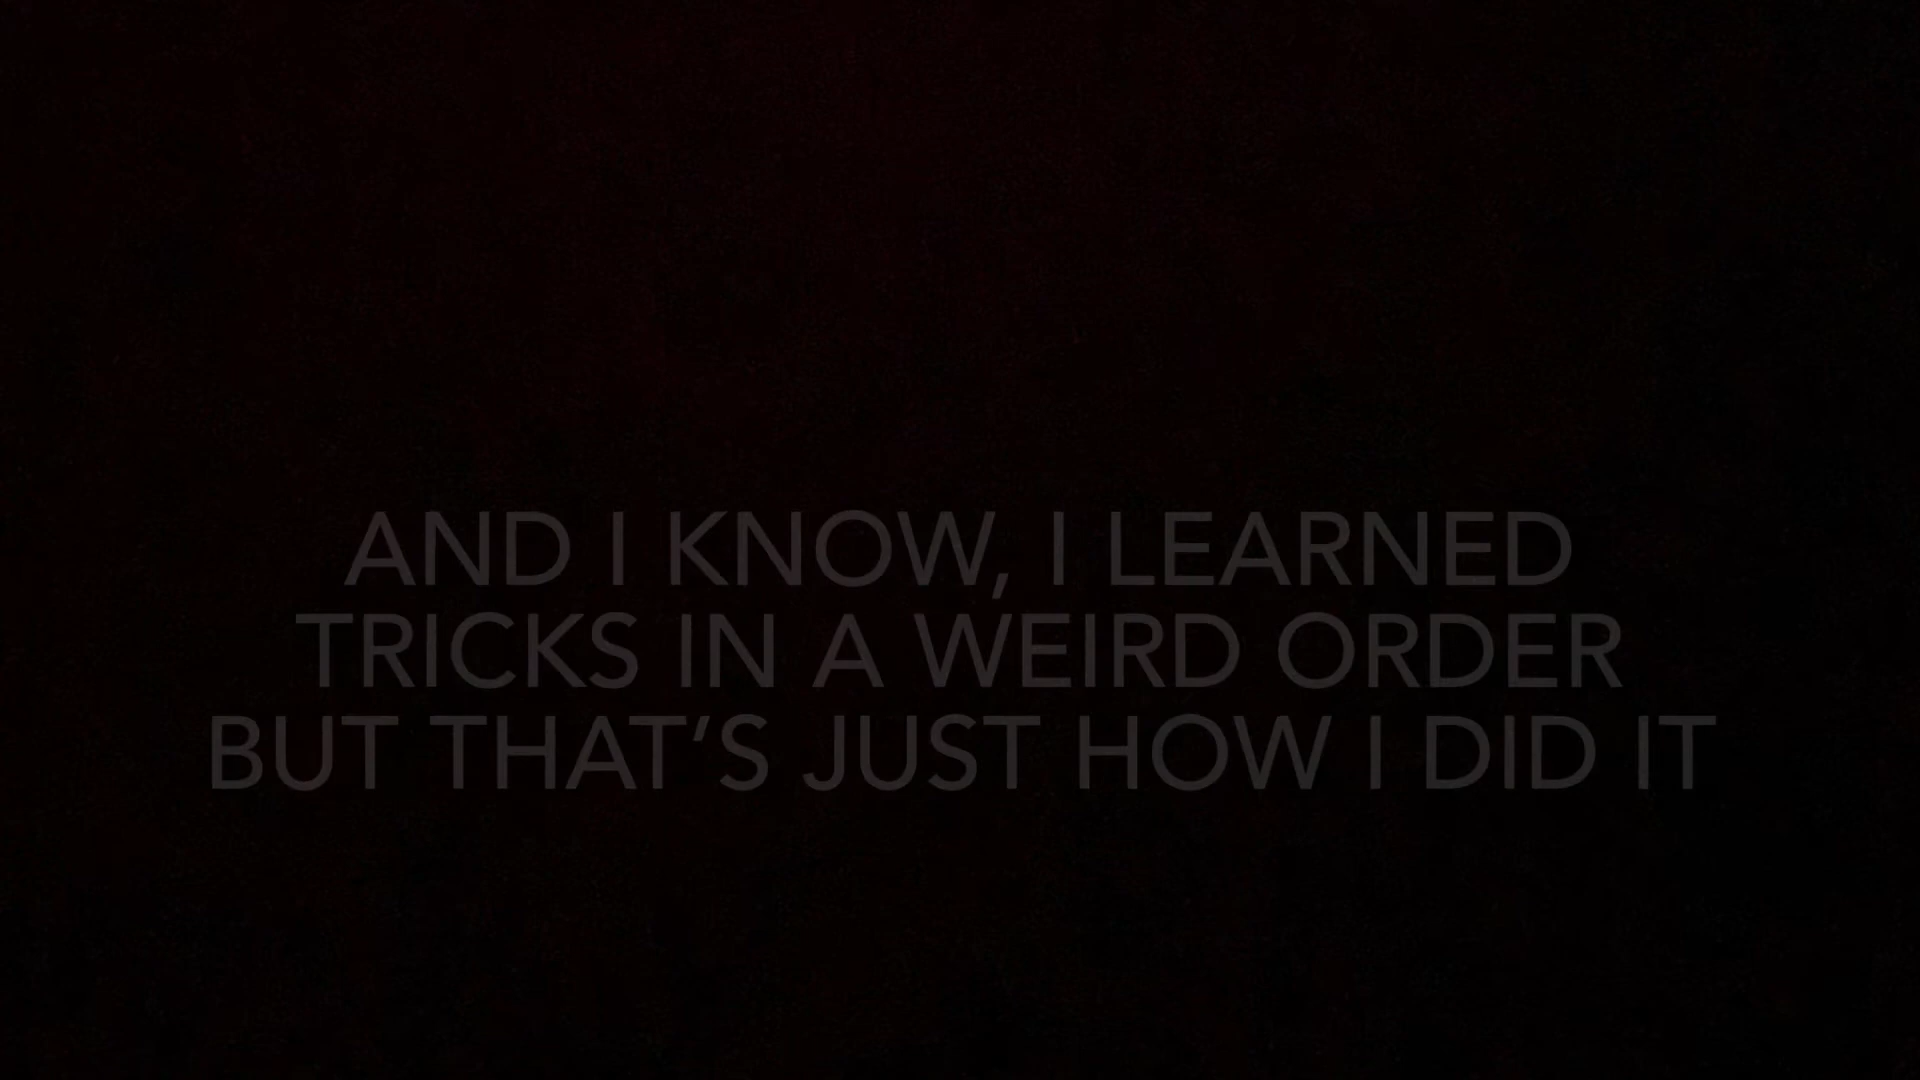 AND I KNOW, I LEARNED
TRICKS IN A WEIRD ORDER
BUT THAT’S JUST HOW I DID IT